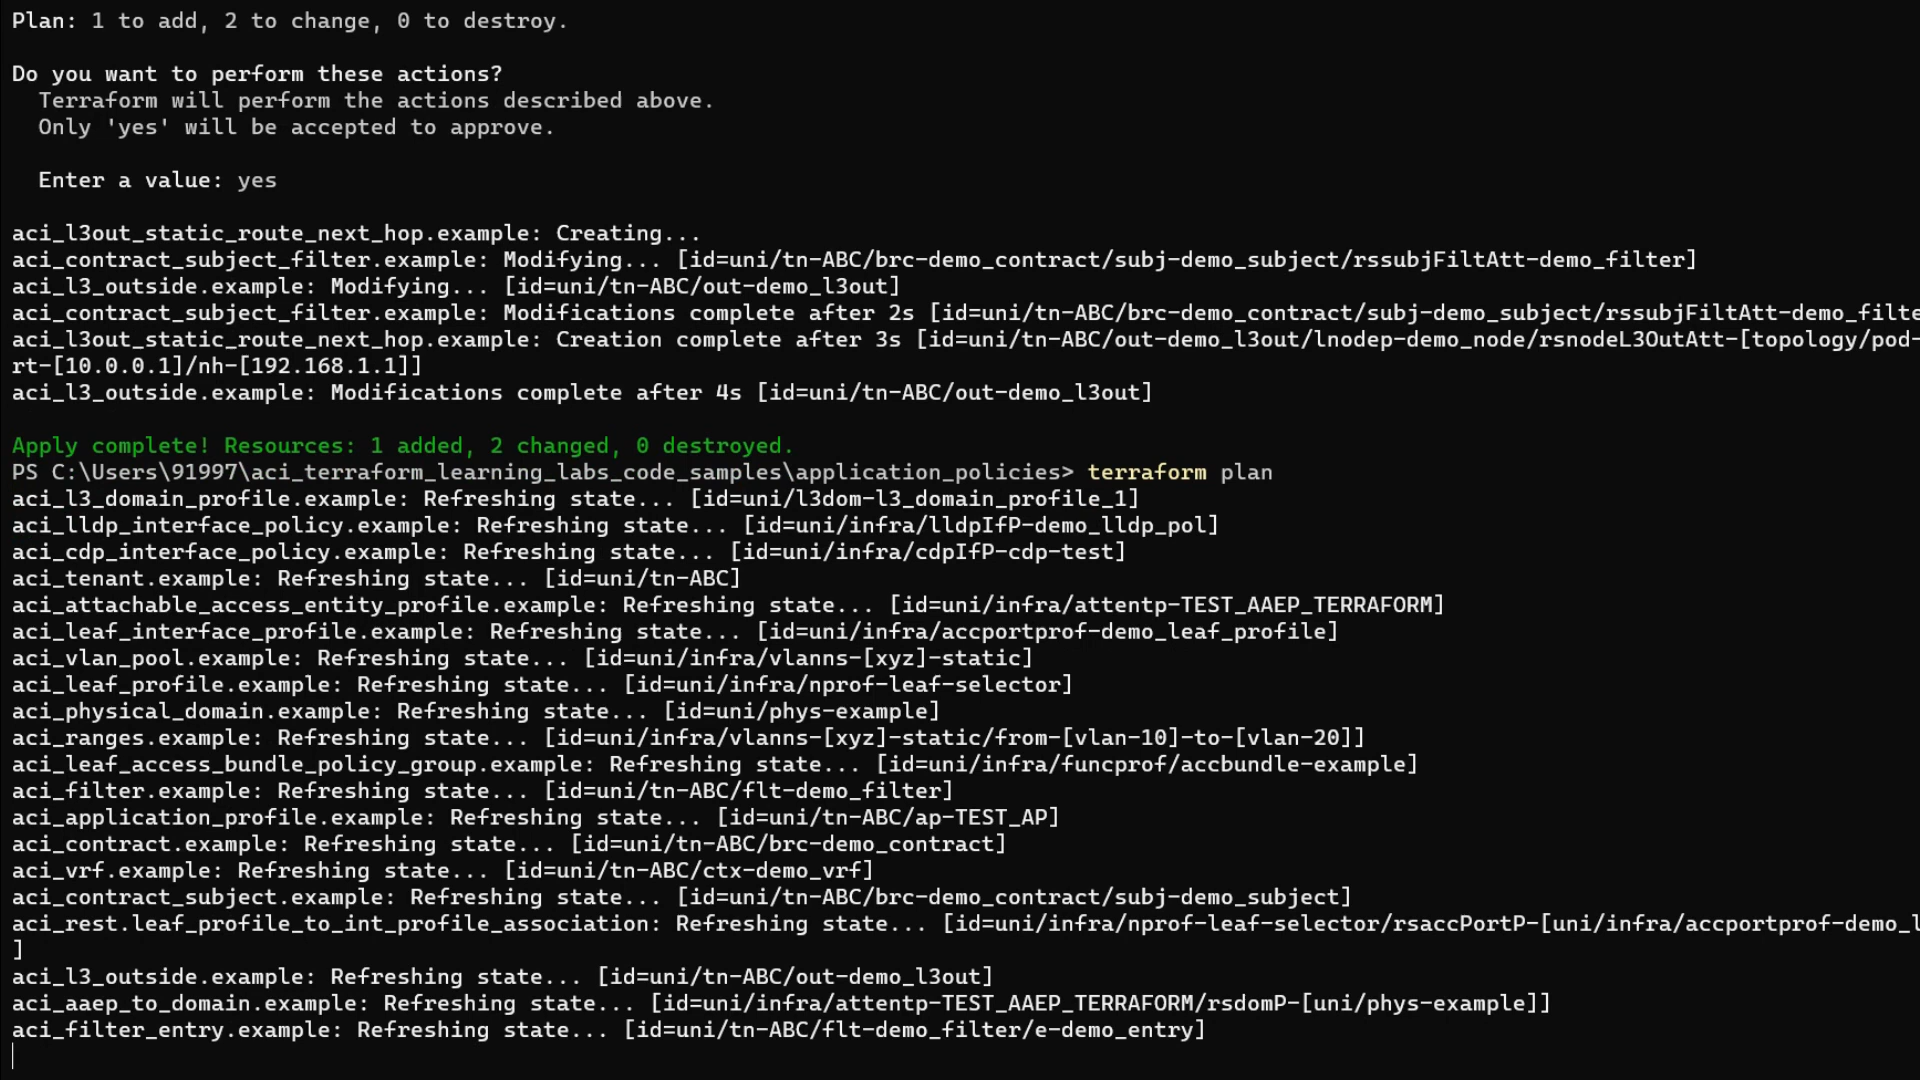 Plan: 1 to add, 2 to change, 0 to destroy.
Do you want to perform these actions?
Terraform will perform the actions described above.
Only 'yes' will be accepted to approve.
Enter a value: yes
aci_l3out_static_route_next_hop.example: Creating...
aci_contract_subject_filter.example: Modifying... [id=uni/tn-ABC/brc-demo_contract/subj-demo_subject/rssubjFiltAtt-demo_filter]
aci_l3_outside.example: Modifying... [id=uni/tn-ABC/out-demo_l3out]
aci_contract_subject_filter.example: Modifications complete after 2s [id=uni/tn-ABC/brc-demo_contract/subj-demo_subject/rssubjFiltAtt-demo_filte
aci_l3out_static_route_next_hop.example: Creation complete after 3s [id=uni/tn-ABC/out-demo_l3out/lnodep-demo_node/rsnodeL3OutAtt-[topology/pod-
rt-[10.0.0.1]/nh-[192.168.1.1]]
aci_l3_outside.example: Modifications complete after 4s [id=uni/tn-ABC/out-demo_l3out]
Apply complete! Resources: 1 added, 2 changed, 0 destroyed.
PS C:\Users\91997\aci_terraform_learning_labs_code_samples\application_policies> terraform plan
aci_l3_domain_profile.example: Refreshing state... [id=uni/l3dom-l3_domain_profile_1]
aci_lldp_interface_policy.example: Refreshing state... [id=uni/infra/lldpIfP-demo_lldp_pol]
aci_cdp_interface_policy.example: Refreshing state... [id=uni/infra/cdpIfP-cdp-test]
aci_tenant.example: Refreshing state... [id=uni/tn-ABC]
aci_attachable_access_entity_profile.example: Refreshing state... [id=uni/infra/attentp-TEST_AAEP_TERRAFORM]
aci_leaf_interface_profile.example: Refreshing state... [id=uni/infra/accportprof-demo_leaf_profile]
aci_vlan_pool.example: Refreshing state... [id=uni/infra/vlanns-[xyz]-static]
aci_leaf_profile.example: Refreshing state... [id=uni/infra/nprof-leaf-selector]
aci_physical_domain.example: Refreshing state... [id=uni/phys-example]
aci_ranges.example: Refreshing state... [id=uni/infra/vlanns-[xyz]-static/from-[vlan-10]-to-[vlan-20]]
aci_leaf_access_bundle_policy_group.example: Refreshing state... [id=uni/infra/funcprof/accbundle-example]
aci_filter.example: Refreshing state... [id=uni/tn-ABC/flt-demo_filter]
aci_application_profile.example: Refreshing state... [id=uni/tn-ABC/ap-TEST_AP]
aci_contract.example: Refreshing state... [id=uni/tn-ABC/brc-demo_contract]
aci_vrf.example: Refreshing state... [id=uni/tn-ABC/ctx-demo_vrf]
aci_contract_subject.example: Refreshing state... [id=uni/tn-ABC/brc-demo_contract/subj-demo_subject]
aci_rest.leaf_profile_to_int_profile_association: Refreshing state... [id=uni/infra/nprof-leaf-selector/rsaccPortP-[uni/infra/accportprof-demo_l
]
aci_l3_outside.example: Refreshing state... [id=uni/tn-ABC/out-demo_l3out]
aci_aaep_to_domain.example: Refreshing state... [id=uni/infra/attentp-TEST_AAEP_TERRAFORM/rsdomP-[uni/phys-example]]
aci_filter_entry.example: Refreshing state... [id=uni/tn-ABC/flt-demo_filter/e-demo_entry]